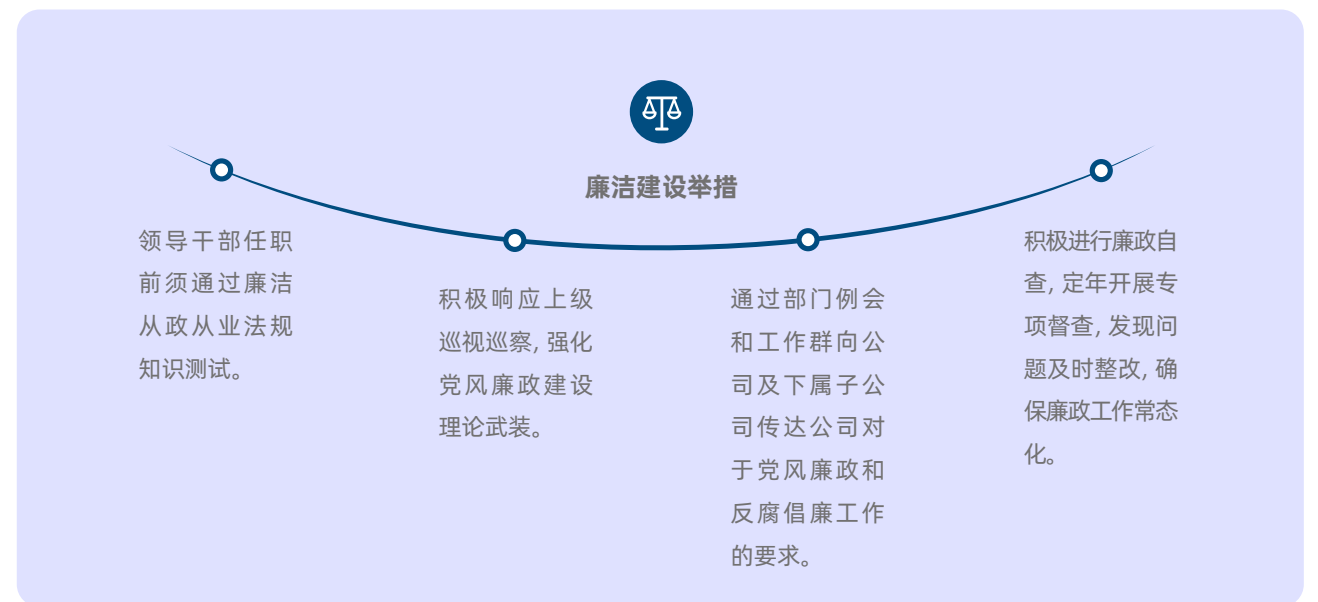 廉洁建设举措
领导干部任职
前须通过廉洁
从政从业法规
知识测试。
积极响应上级
巡视巡察, 强化
党风廉政建设
理论武装。
通过部门例会
和工作群向公
司及下属子公
司传达公司对
于党风廉政和
反腐倡廉工作
的要求。
积极进行廉政自
查, 定年开展专
项督查, 发现问
题及时整改, 确
保廉政工作常态
化。